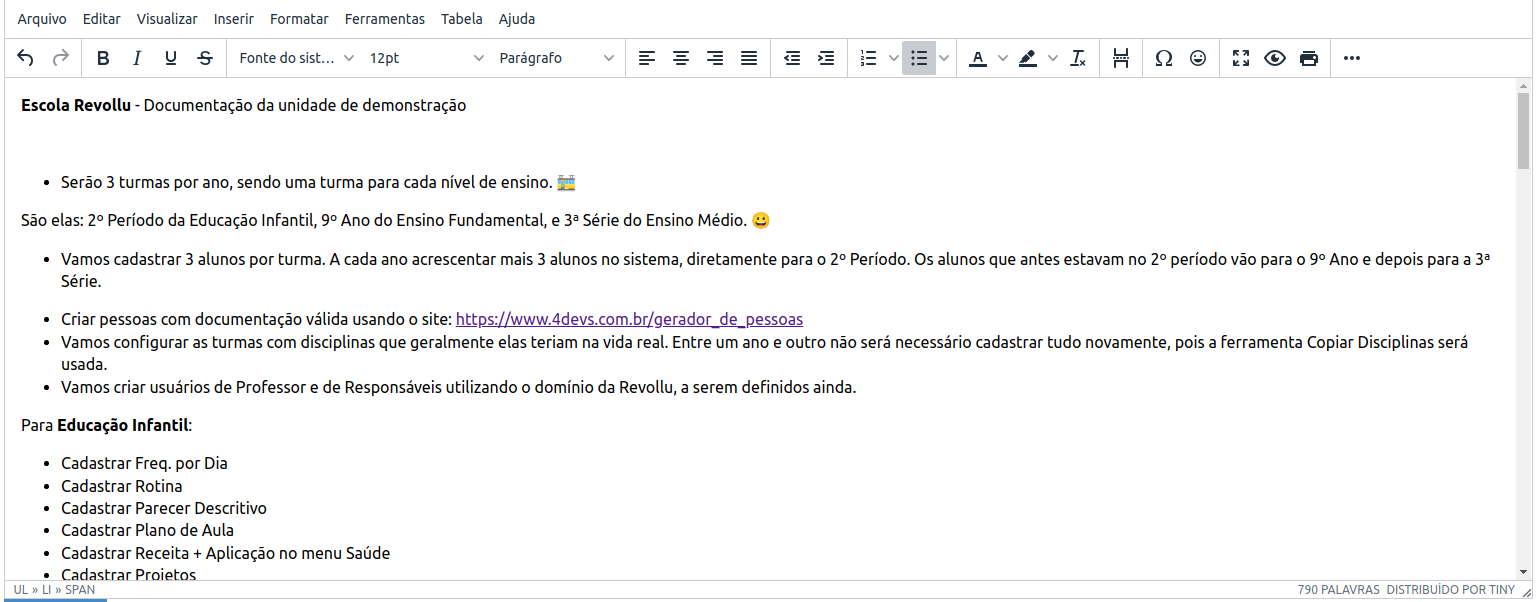 Arquivo Editar Visualizar Inserir Formatar Ferramentas Tabela Ajuda
Fonte do sist... 12pt Parágrafo
Escola Revollu - Documentação da unidade de demonstração
• Serão 3 turmas por ano, sendo uma turma para cada nível de ensino. 🚋
São elas: 2º Período da Educação Infantil, 9º Ano do Ensino Fundamental, e 3ª Série do Ensino Médio. 😀
• Vamos cadastrar 3 alunos por turma. A cada ano acrescentar mais 3 alunos no sistema, diretamente para o 2º Período. Os alunos que antes estavam no 2º período vão para o 9º Ano e depois para a 3ª
Série.
• Criar pessoas com documentação válida usando o site: https://www.4devs.com.br/gerador_de_pessoas
• Vamos configurar as turmas com disciplinas que geralmente elas teriam na vida real. Entre um ano e outro não será necessário cadastrar tudo novamente, pois a ferramenta Copiar Disciplinas será
usada.
• Vamos criar usuários de Professor e de Responsáveis utilizando o domínio da Revollu, a serem definidos ainda.
Para Educação Infantil:
• Cadastrar Freq. por Dia
• Cadastrar Rotina
• Cadastrar Parecer Descritivo
• Cadastrar Plano de Aula
• Cadastrar Receita + Aplicação no menu Saúde
• Cadastrar Projetos
UL » LI » SPAN 790 PALAVRAS DISTRIBUÍDO POR TINY